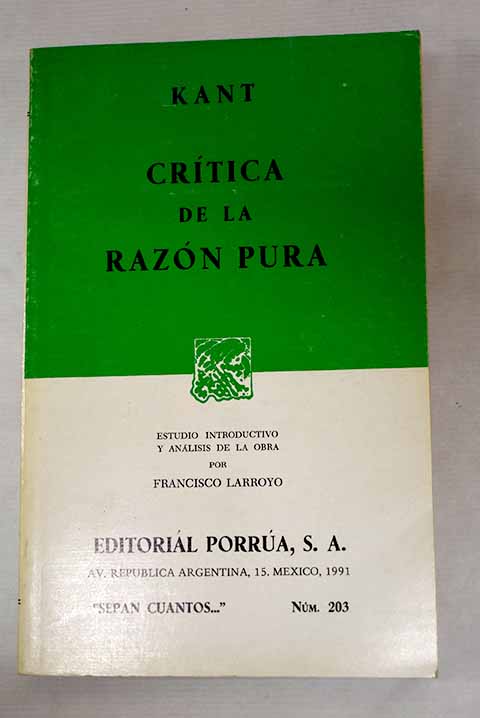 KANT
CRÍTICA
DE LA
RAZÓN PURA
ESTUDIO INTRODUCTIVO
Y ANÁLISIS DE LA OBRA
POR
FRANCISCO LARROYO
EDITORIÁL PORRÚA, S. A.
AV. REPUBLICA ARGENTINA, 15. MEXICO, 1991
"SEPAN CUANTOS..." NÚM. 203